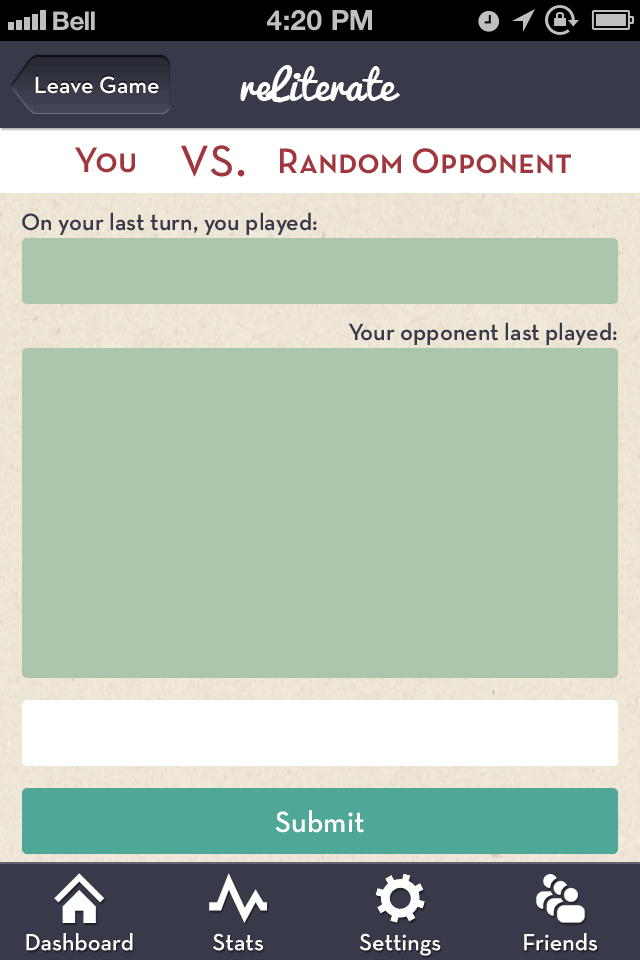 Bell 4:20 PM
Leave Game reLiterate
You vs. Random Opponent
On your last turn, you played:
Your opponent last played:
Submit
Dashboard Stats Settings Friends